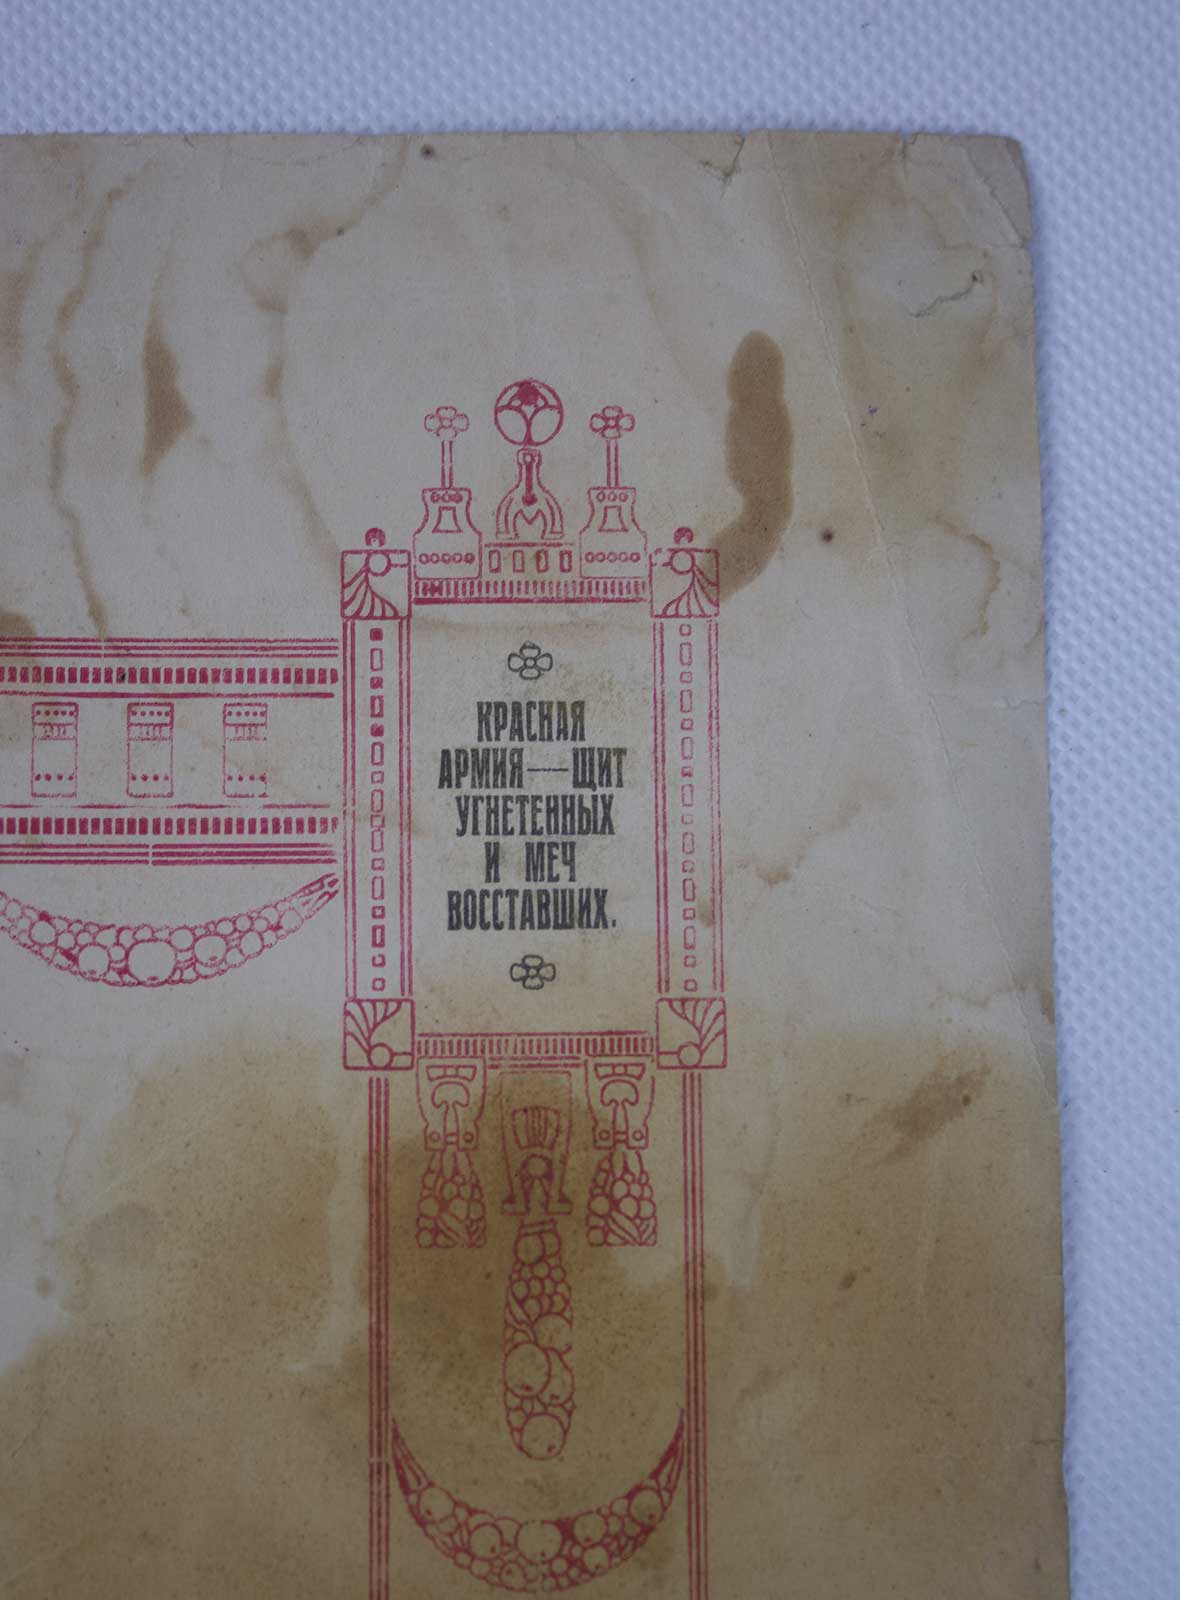 КРАСНАЯ
АРМИЯ — ЩИТ
УГНЕТЕННЫХ
И МЕЧ
ВОССТАВШИХ.